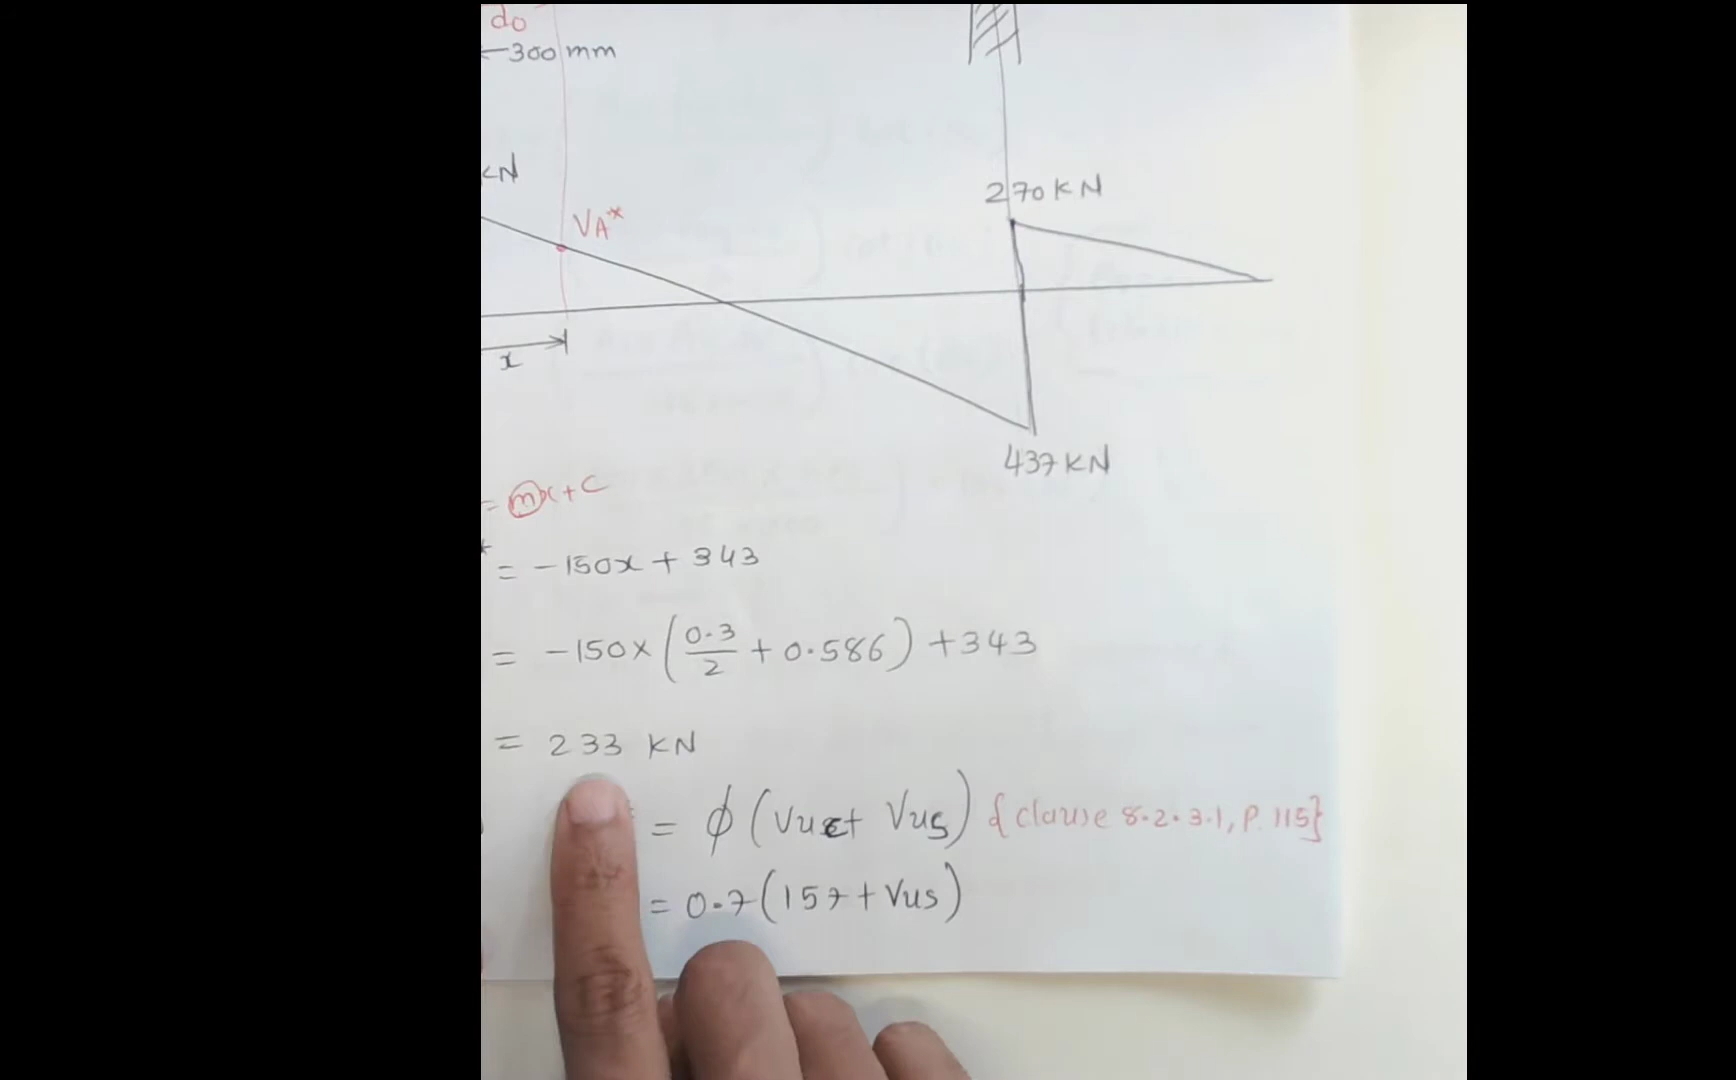 do
300 mm
KN
VA*
270 KN
x
437 KN
= mx + c
* = -150x + 343
= -150 x (0.3/2 + 0.586) + 343
= 233 KN
= ϕ (Vuc + Vus) {clause 8.2.3.1, P. 115}
= 0.7 (157 + Vus)